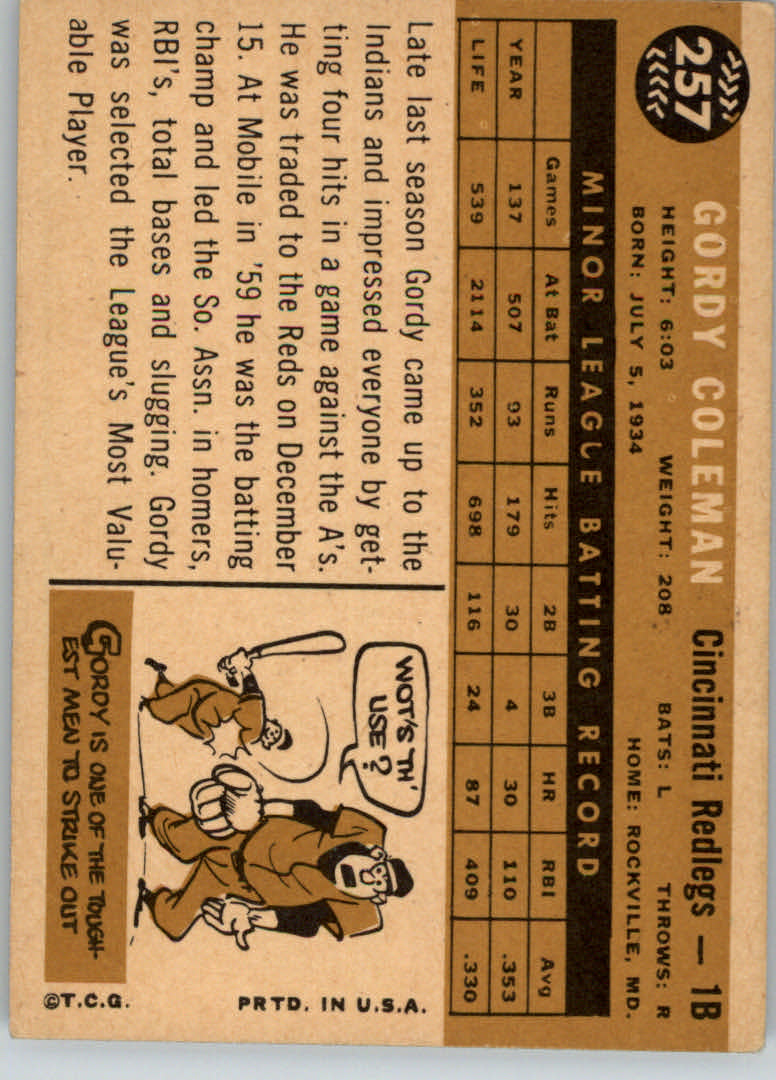 257
GORDY COLEMAN Cincinnati Redlegs — 1B
HEIGHT: 6:03 WEIGHT: 208 BATS: L THROWS: R
BORN: JULY 5, 1934 HOME: ROCKVILLE, MD.
MINOR LEAGUE BATTING RECORD
Games At Bat Runs Hits 2B 3B HR RBI Avg
YEAR 137 507 93 179 30 4 30 110 .353
LIFE 539 2114 352 698 116 24 87 409 .330
Late last season Gordy came up to the
Indians and impressed everyone by get-
ting four hits in a game against the A's.
He was traded to the Reds on December
15. At Mobile in '59 he was the batting
champ and led the So. Assn. in homers,
RBI's, total bases and slugging. Gordy
was selected the League's Most Valu-
able Player.
WOT'S TH'
USE?
GORDY IS ONE OF THE TOUGH-
EST MEN TO STRIKE OUT
PRTD. IN U.S.A.
©T.C.G.